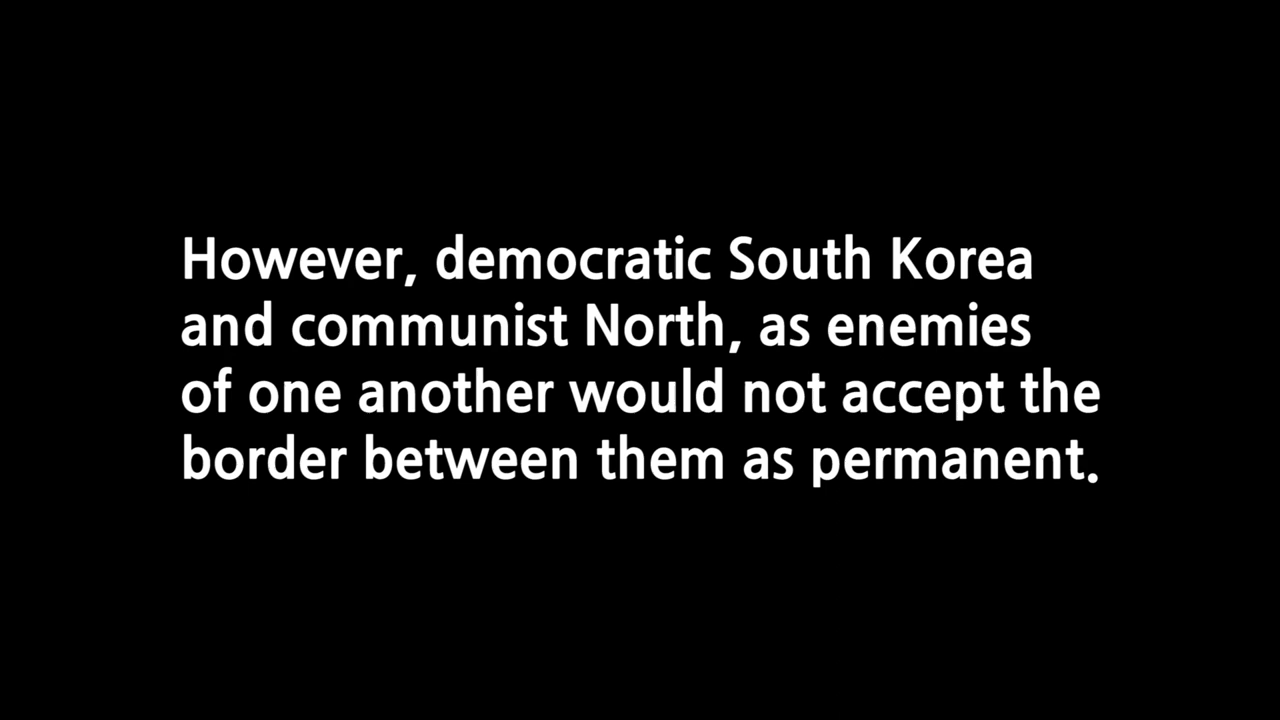 However, democratic South Korea
and communist North, as enemies
of one another would not accept the
border between them as permanent.